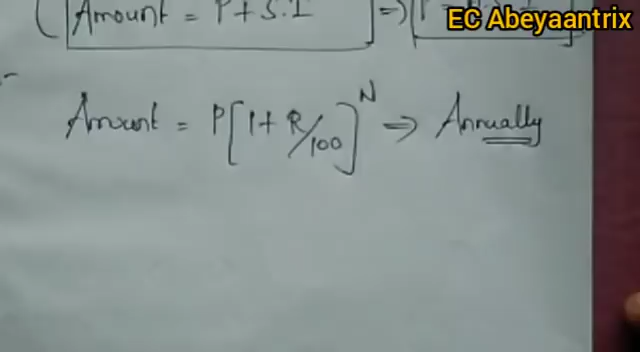 EC Abeyaantrix
(Amount = P + S.I ] => [P
Amount = P[1 + R/100]^N => Annually